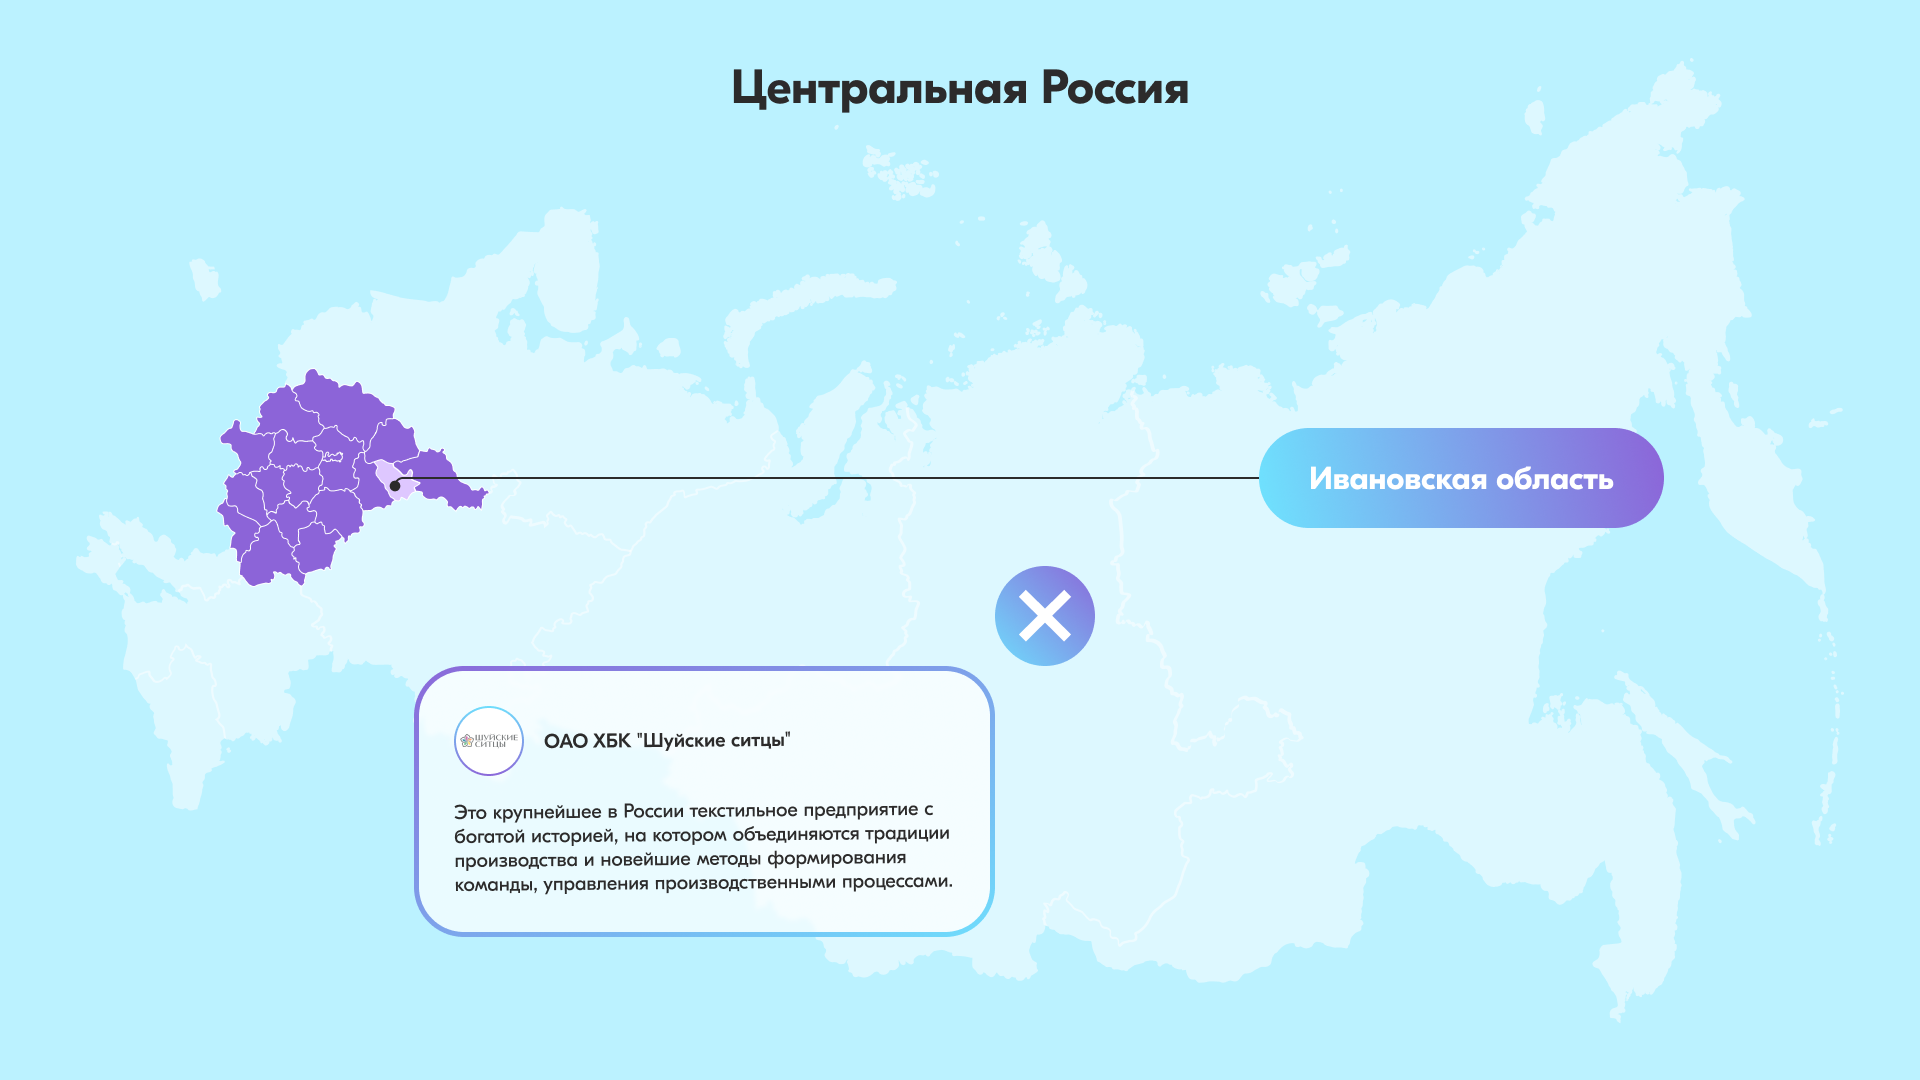 Центральная Россия
Ивановская область
ШУЙСКИЕ
СИТЦЫ
ОАО ХБК "Шуйские ситцы"
Это крупнейшее в России текстильное предприятие с
богатой историей, на котором объединяются традиции
производства и новейшие методы формирования
команды, управления производственными процессами.